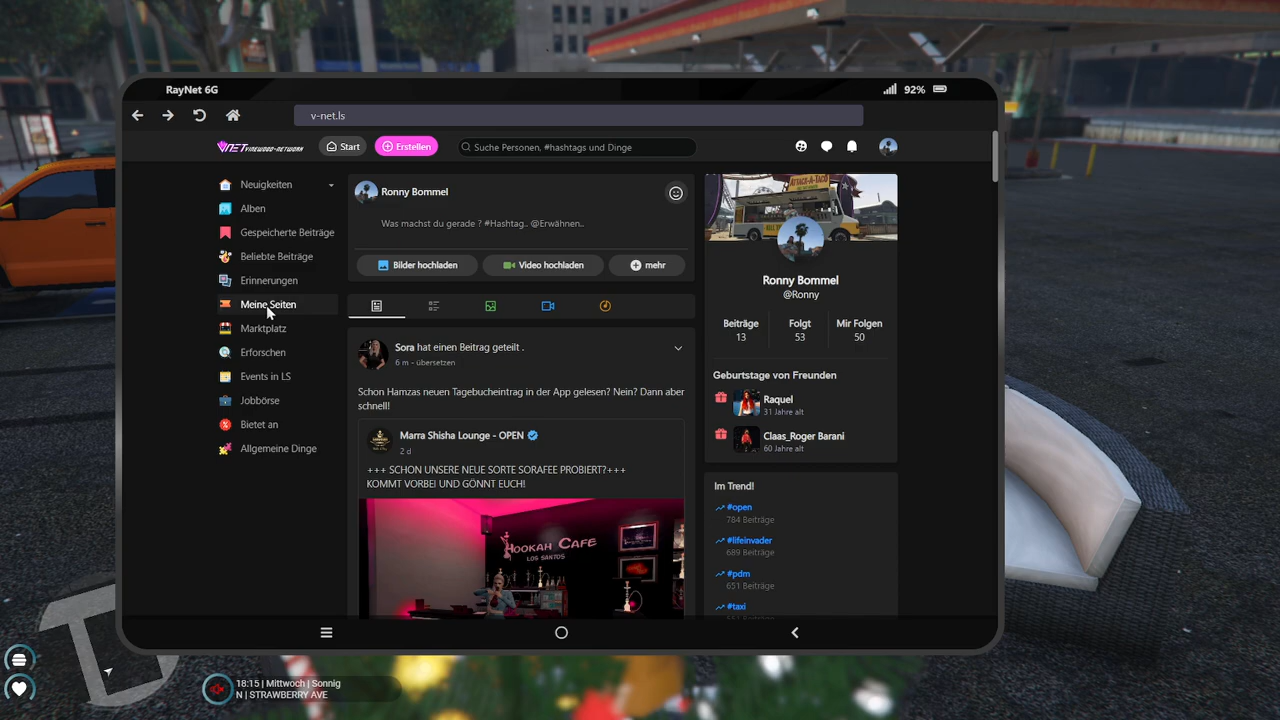 RayNet 6G
92%
v-net.ls
VNET VINEWOOD-NETWORK
Start
Erstellen
Suche Personen, #hashtags und Dinge
Neuigkeiten
Alben
Gespeicherte Beiträge
Beliebte Beiträge
Erinnerungen
Meine Seiten
Marktplatz
Erforschen
Events in LS
Jobbörse
Bietet an
Allgemeine Dinge
Ronny Bommel
Was machst du gerade ? #Hashtag.. @Erwähnen..
Bilder hochladen
Video hochladen
mehr
Sora hat einen Beitrag geteilt .
6 m - übersetzen
Schon Hamzas neuen Tagebucheintrag in der App gelesen? Nein? Dann aber
schnell!
Marra Shisha Lounge - OPEN
2 d
+++ SCHON UNSERE NEUE SORTE SORAFEE PROBIERT?+++
KOMMT VORBEI UND GÖNNT EUCH!
HOOKAH CAFE
LOS SANTOS
ATTACK-A-TACO
Ronny Bommel
@Ronny
Beiträge
13
Folgt
53
Mir Folgen
50
Geburtstage von Freunden
Raquel
31 Jahre alt
Claas_Roger Barani
60 Jahre alt
Im Trend!
#open
784 Beiträge
#lifeinvader
689 Beiträge
#pdm
651 Beiträge
#taxi
18:15 | Mittwoch | Sonnig
N | STRAWBERRY AVE